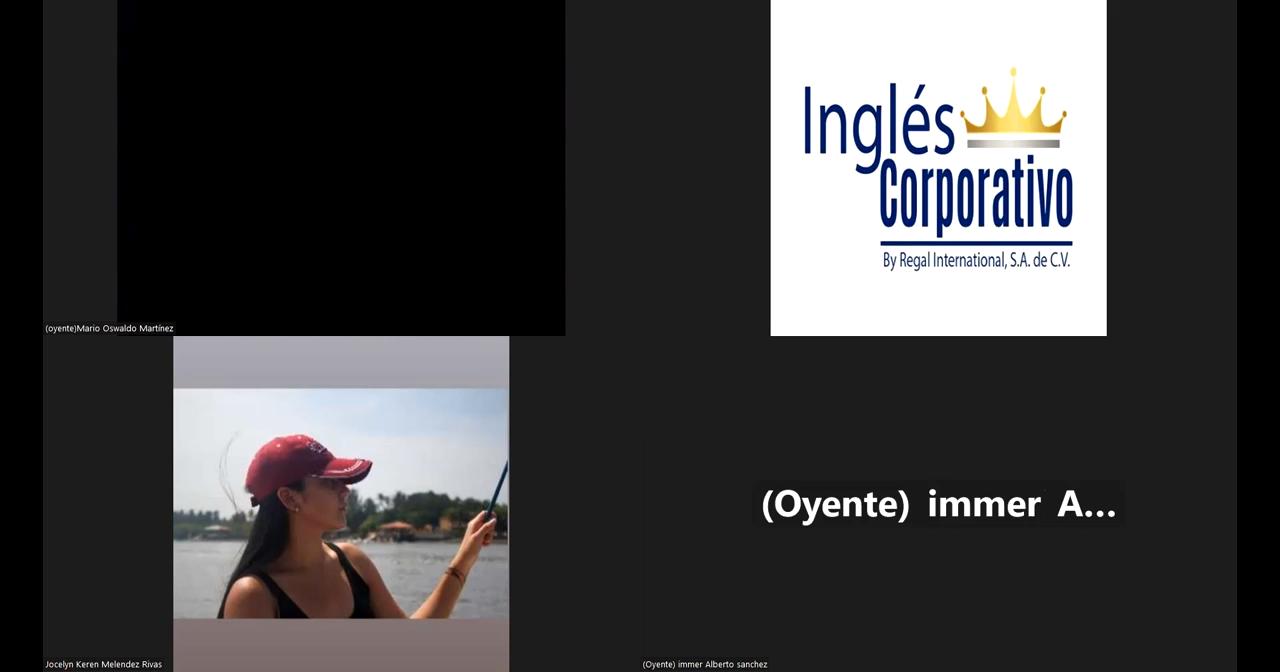 Inglés
Corporativo
By Regal International, S.A. de C.V.
(oyente)Mario Oswaldo Martínez
(Oyente) immer A...
Jocelyn Keren Melendez Rivas
(Oyente) immer Alberto sanchez